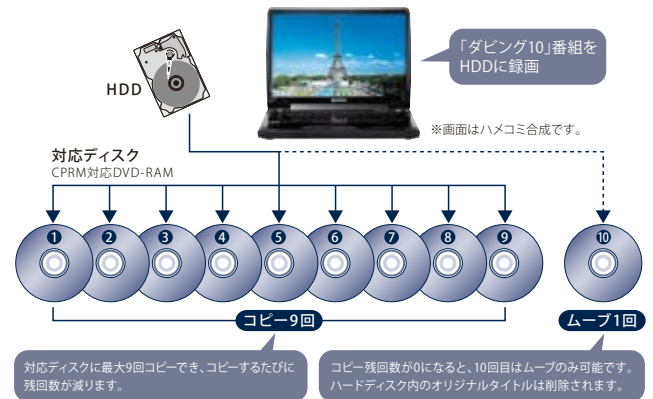 「ダビング10」番組を
HDDに録画
HDD
※画面はハメコミ合成です。
対応ディスク
CPRM対応DVD-RAM
1 2 3 4 5 6 7 8 9 10
コピー9回
ムーブ1回
対応ディスクに最大9回コピーでき、コピーするたびに
残回数が減ります。
コピー残回数が0になると、10回目はムーブのみ可能です。
ハードディスク内のオリジナルタイトルは削除されます。